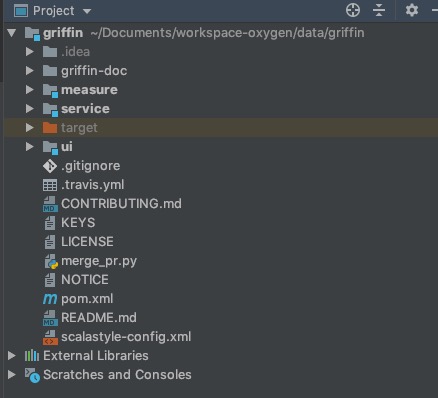 Project
griffin ~/Documents/workspace-oxygen/data/griffin
.idea
griffin-doc
measure
service
target
ui
.gitignore
.travis.yml
CONTRIBUTING.md
KEYS
LICENSE
merge_pr.py
NOTICE
pom.xml
README.md
scalastyle-config.xml
External Libraries
Scratches and Consoles